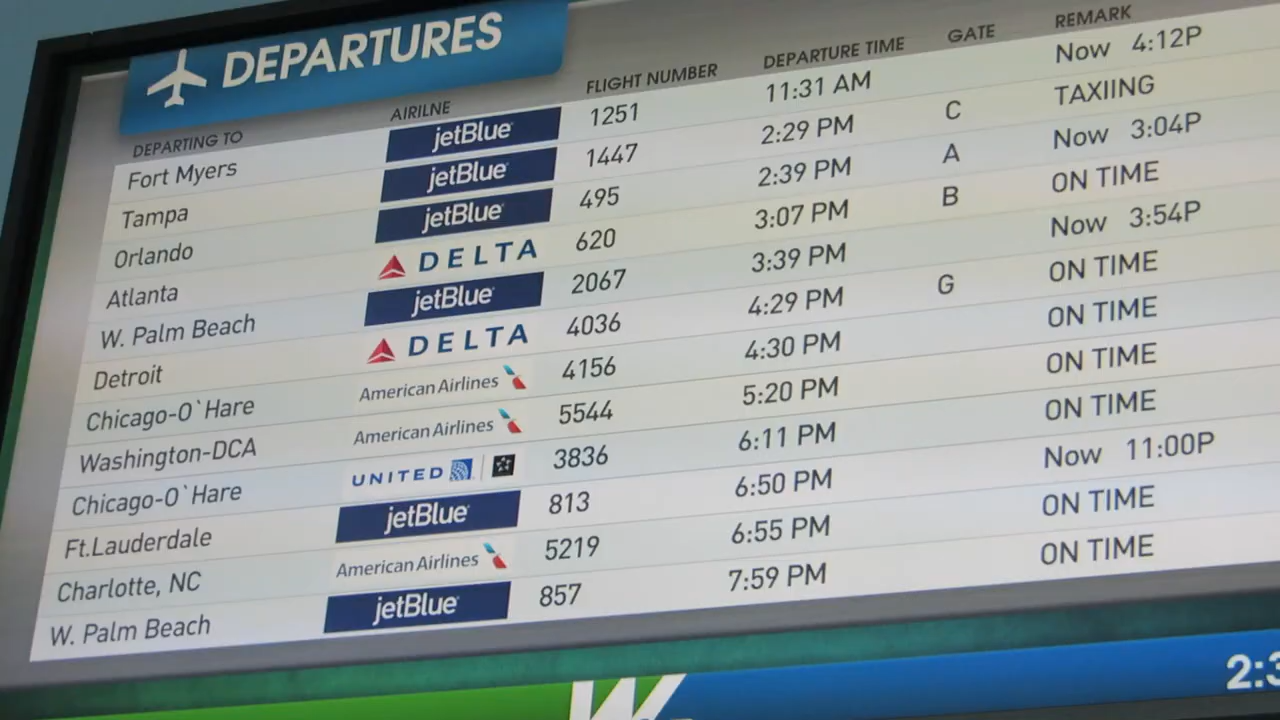 DEPARTURES
DEPARTING TO AIRILNE FLIGHT NUMBER DEPARTURE TIME GATE REMARK
Fort Myers jetBlue 1251 11:31 AM Now 4:12P
Tampa jetBlue 1447 2:29 PM C TAXIING
Orlando jetBlue 495 2:39 PM A Now 3:04P
Atlanta DELTA 620 3:07 PM B ON TIME
W. Palm Beach jetBlue 2067 3:39 PM Now 3:54P
Detroit DELTA 4036 4:29 PM G ON TIME
Chicago-O`Hare American Airlines 4156 4:30 PM ON TIME
Washington-DCA American Airlines 5544 5:20 PM ON TIME
Chicago-O`Hare UNITED 3836 6:11 PM ON TIME
Ft.Lauderdale jetBlue 813 6:50 PM Now 11:00P
Charlotte, NC American Airlines 5219 6:55 PM ON TIME
W. Palm Beach jetBlue 857 7:59 PM ON TIME
W 2:3